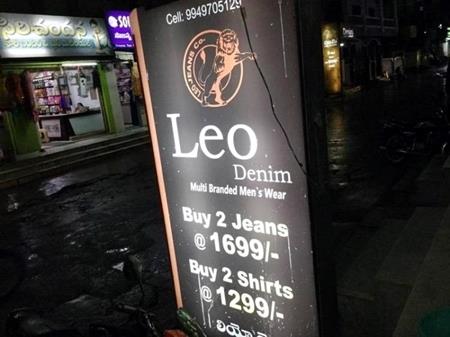 సిరిచందన
Cell: 9949705129
LEO JEANS CO.
Leo
Denim
Multi Branded Men's Wear
Buy 2 Jeans
@ 1699/-
Buy 2 Shirts
@ 1299/-
లియో